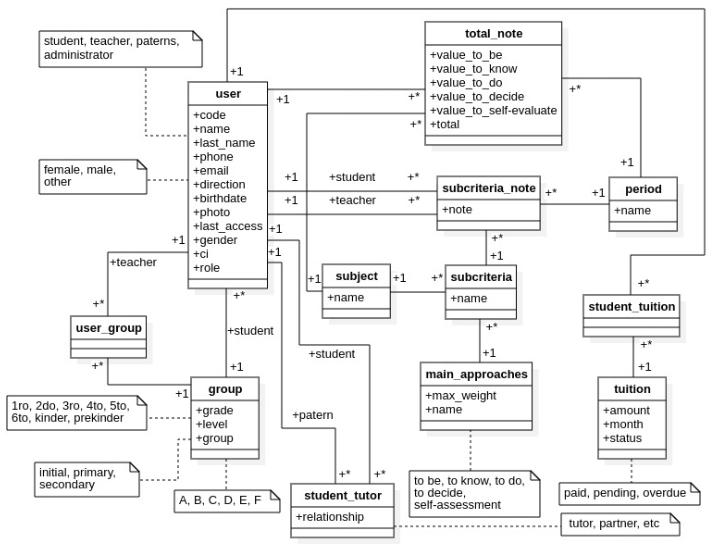 student, teacher, paterns,
administrator
female, male,
other
user
+code
+name
+last_name
+phone
+email
+direction
+birthdate
+photo
+last_access
+gender
+ci
+role
total_note
+value_to_be
+value_to_know
+value_to_do
+value_to_decide
+value_to_self-evaluate
+total
+1
+1
+*
+*
+*
+1
+1
+student
+*
+1
+teacher
+*
subcriteria_note
+note
+*
+1
period
+name
+1
+teacher
+*
user_group
+*
+1
+1
+1
+*
+1
+1
subject
+name
+1
+*
subcriteria
+name
+*
+1
+*
student_tuition
+*
+1
+*
+student
+1
group
+grade
+level
+group
+student
+patern
+*
+*
main_approaches
+max_weight
+name
tuition
+amount
+month
+status
1ro, 2do, 3ro, 4to, 5to,
6to, kinder, prekinder
initial, primary,
secondary
A, B, C, D, E, F
student_tutor
+relationship
to be, to know, to do,
to decide,
self-assessment
paid, pending, overdue
tutor, partner, etc